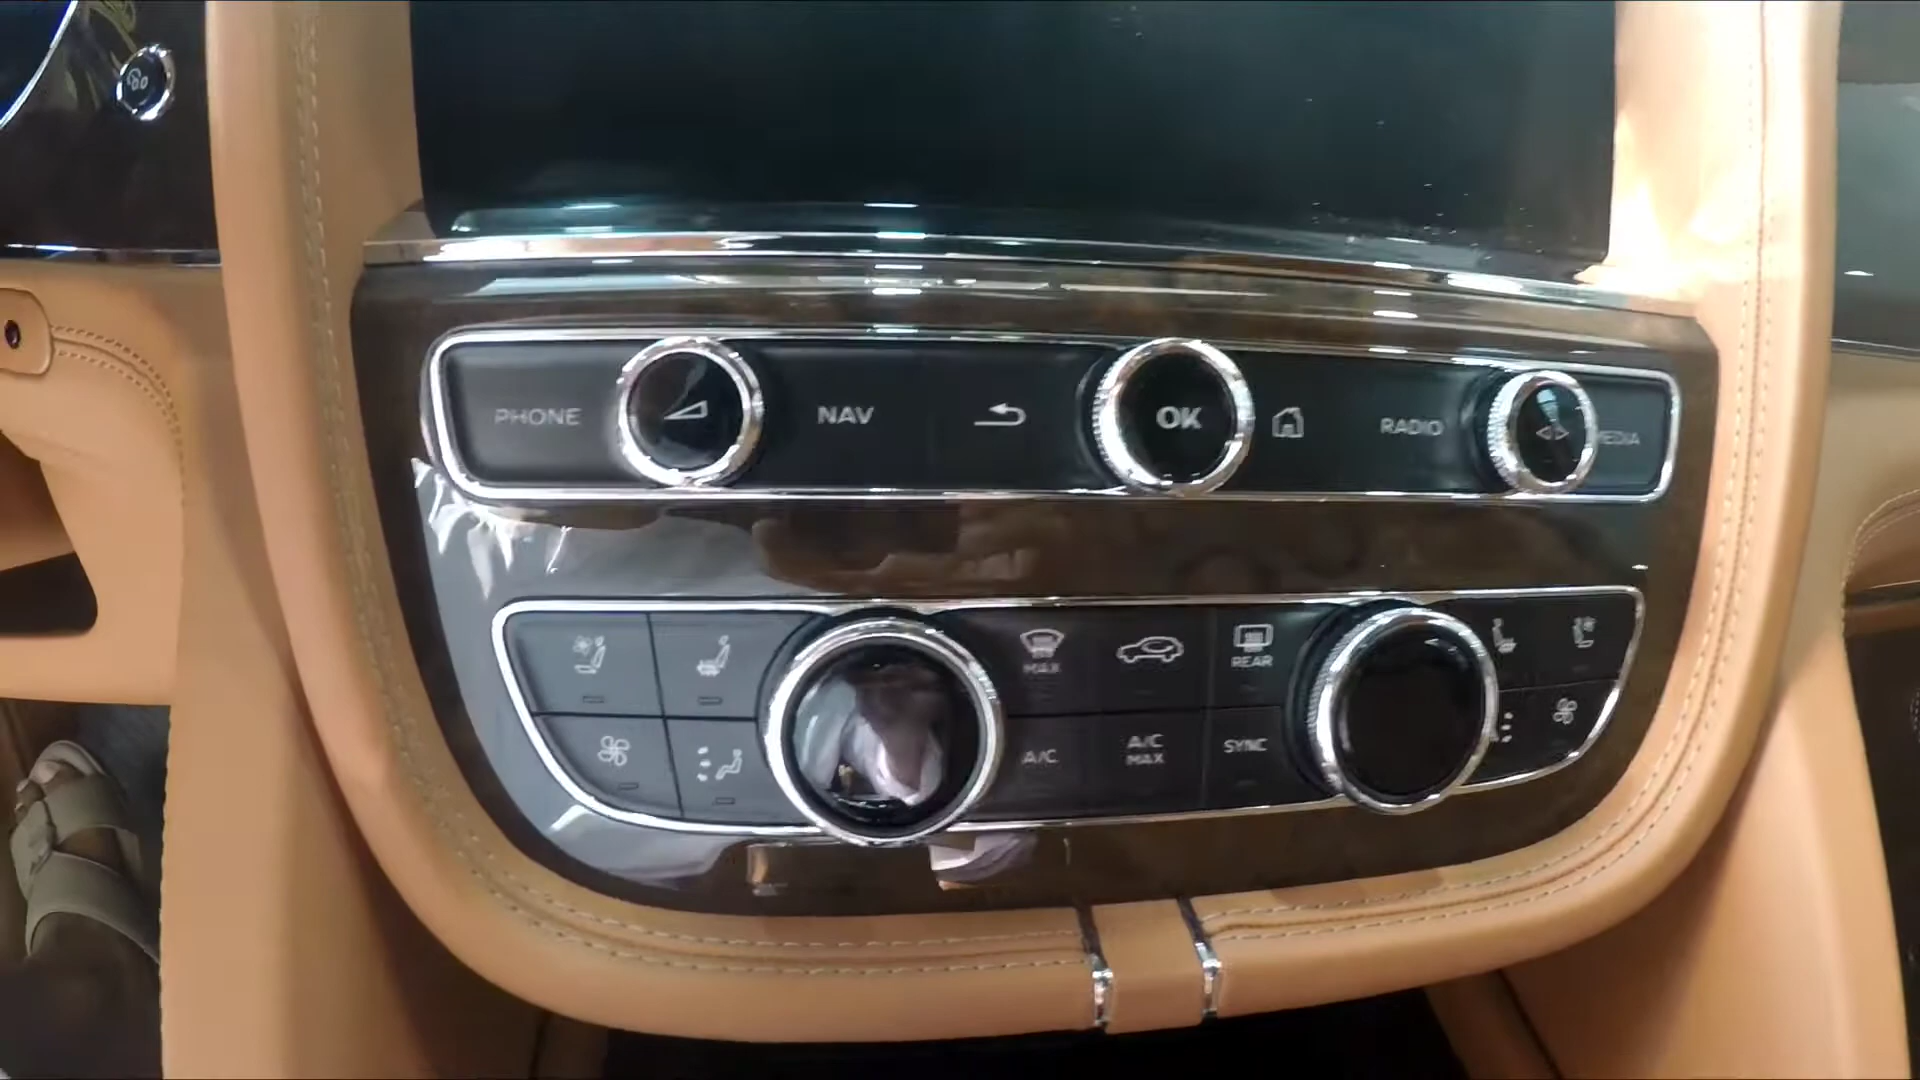 PHONE
NAV
OK
RADIO
MEDIA
MAX
REAR
A/C
A/C
MAX
SYNC